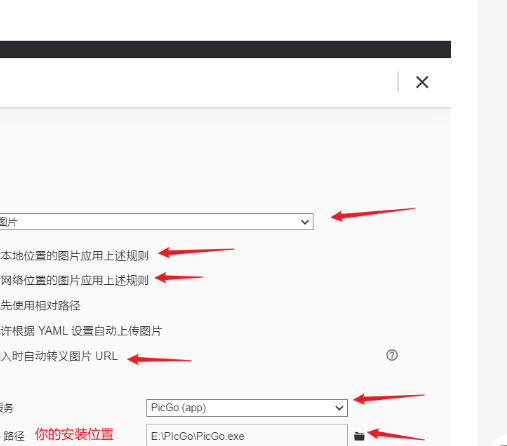 图片
本地位置的图片应用上述规则
网络位置的图片应用上述规则
先使用相对路径
许根据 YAML 设置自动上传图片
入时自动转义图片 URL
服务
PicGo (app)
路径 你的安装位置 E:\PIcGo\PicGo.exe